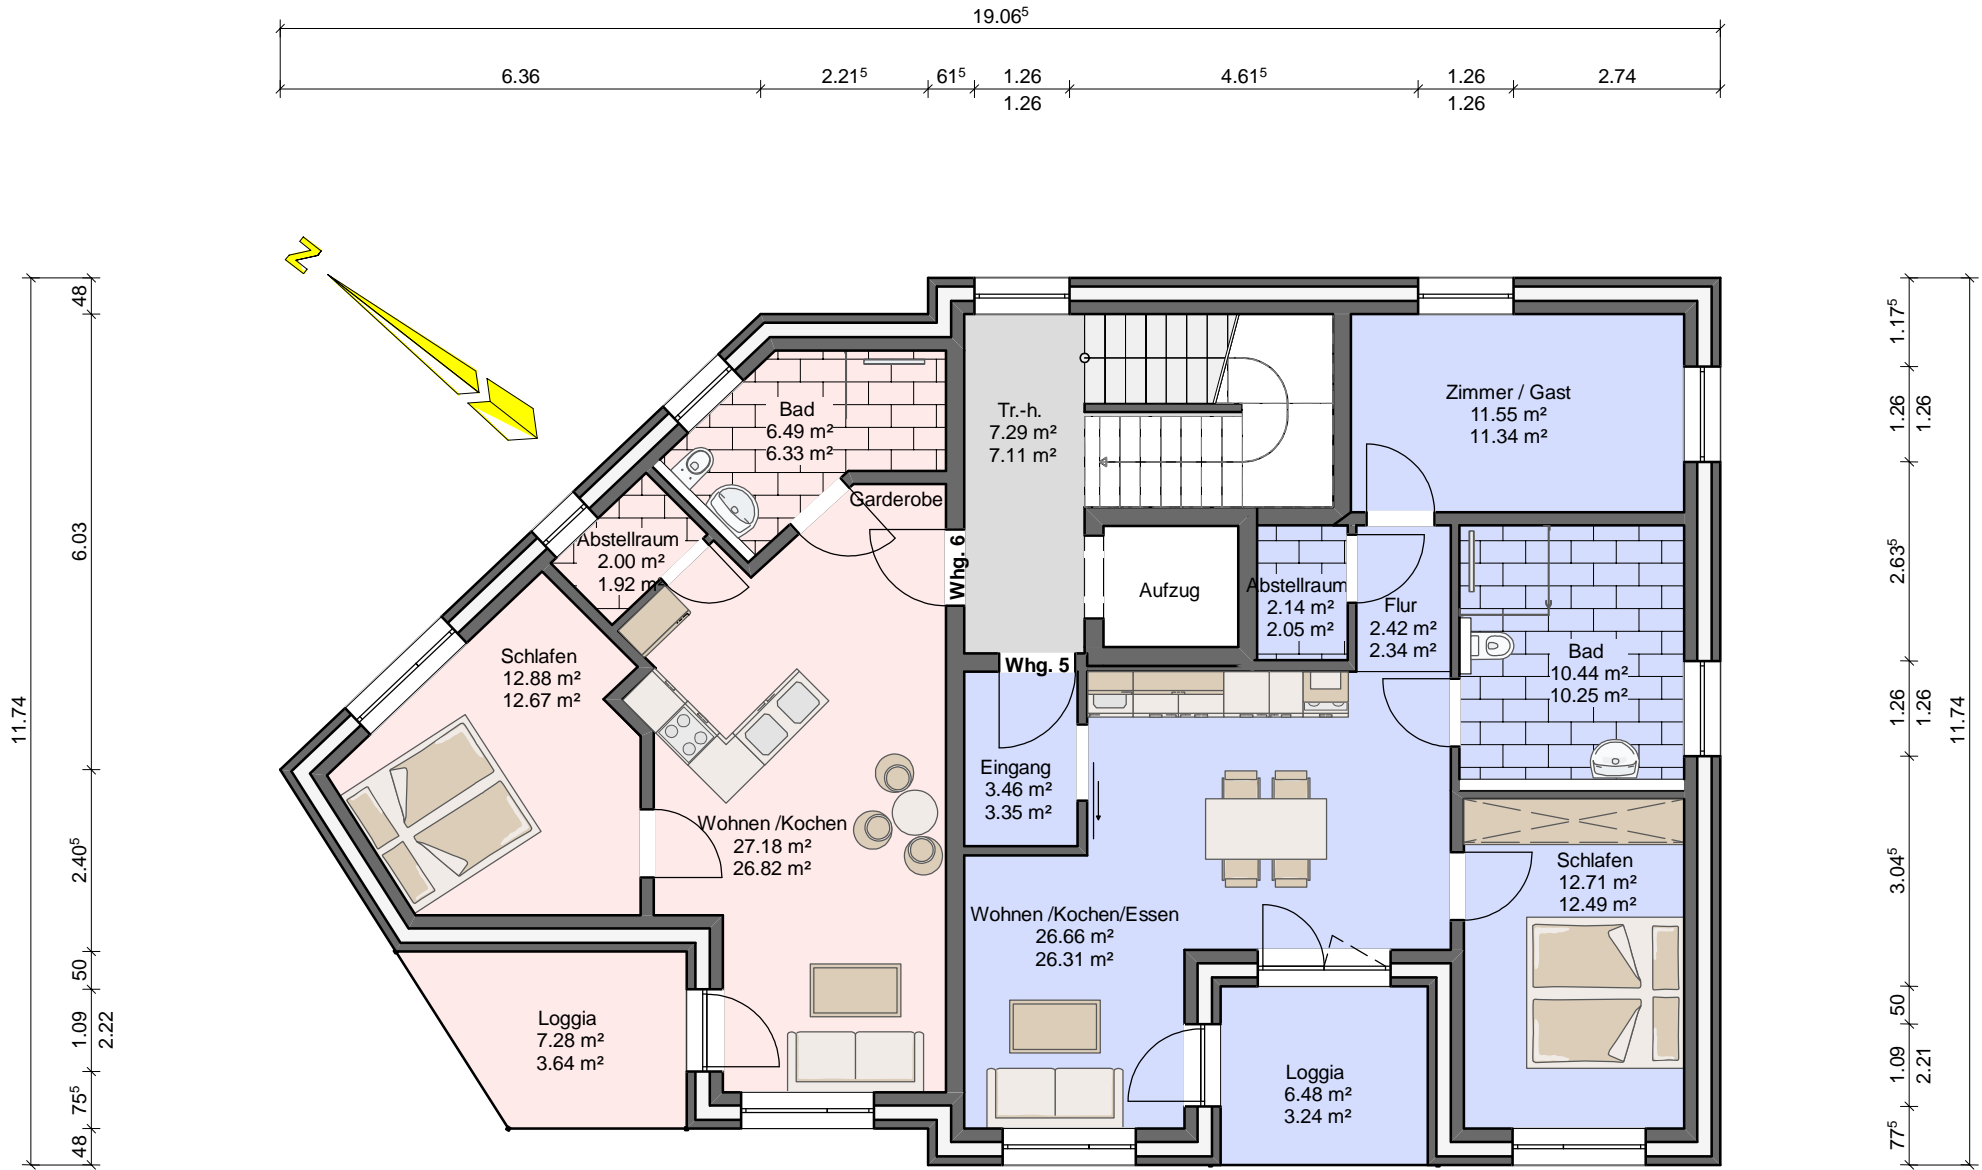 19.06⁵
6.36
2.21⁵
61⁵
1.26
4.61⁵
1.26
2.74
1.26
1.26
N
11.74
48
6.03
2.40⁵
50
1.09
2.22
75⁵
48
Bad
6.49 m²
6.33 m²
Garderobe
Abstellraum
2.00 m²
1.92 m²
Schlafen
12.88 m²
12.67 m²
Wohnen /Kochen
27.18 m²
26.82 m²
Loggia
7.28 m²
3.64 m²
Whg. 6
Tr.-h.
7.29 m²
7.11 m²
Whg. 5
Aufzug
Abstellraum
2.14 m²
2.05 m²
Flur
2.42 m²
2.34 m²
Zimmer / Gast
11.55 m²
11.34 m²
Bad
10.44 m²
10.25 m²
Eingang
3.46 m²
3.35 m²
Wohnen /Kochen/Essen
26.66 m²
26.31 m²
Schlafen
12.71 m²
12.49 m²
Loggia
6.48 m²
3.24 m²
1.17⁵
1.26
1.26
2.63⁵
1.26
1.26
3.04⁵
50
1.09
2.21
77⁵
11.74